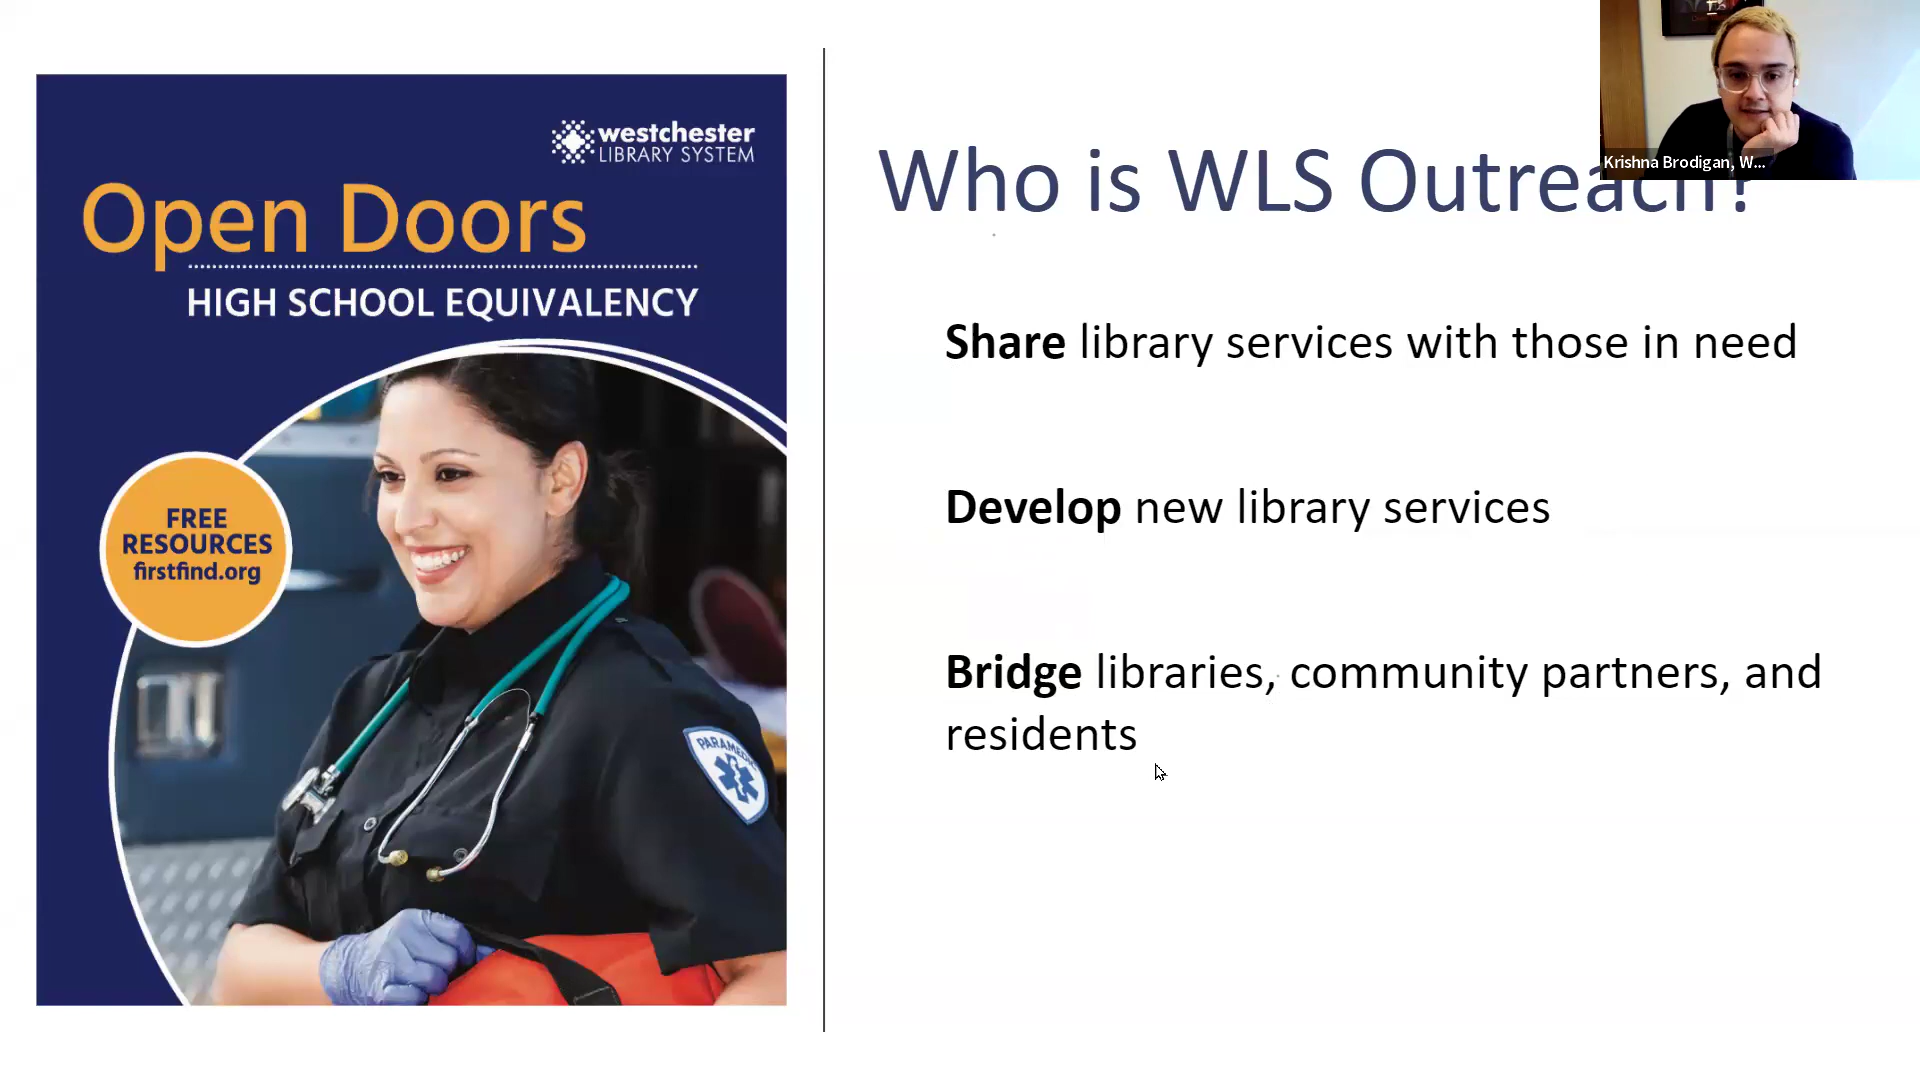 westchester
LIBRARY SYSTEM
Open Doors
HIGH SCHOOL EQUIVALENCY
FREE
RESOURCES
firstfind.org
PARAMEDIC
Who is WLS Outreach?
Share library services with those in need
Develop new library services
Bridge libraries, community partners, and
residents
Krishna Brodigan, W...